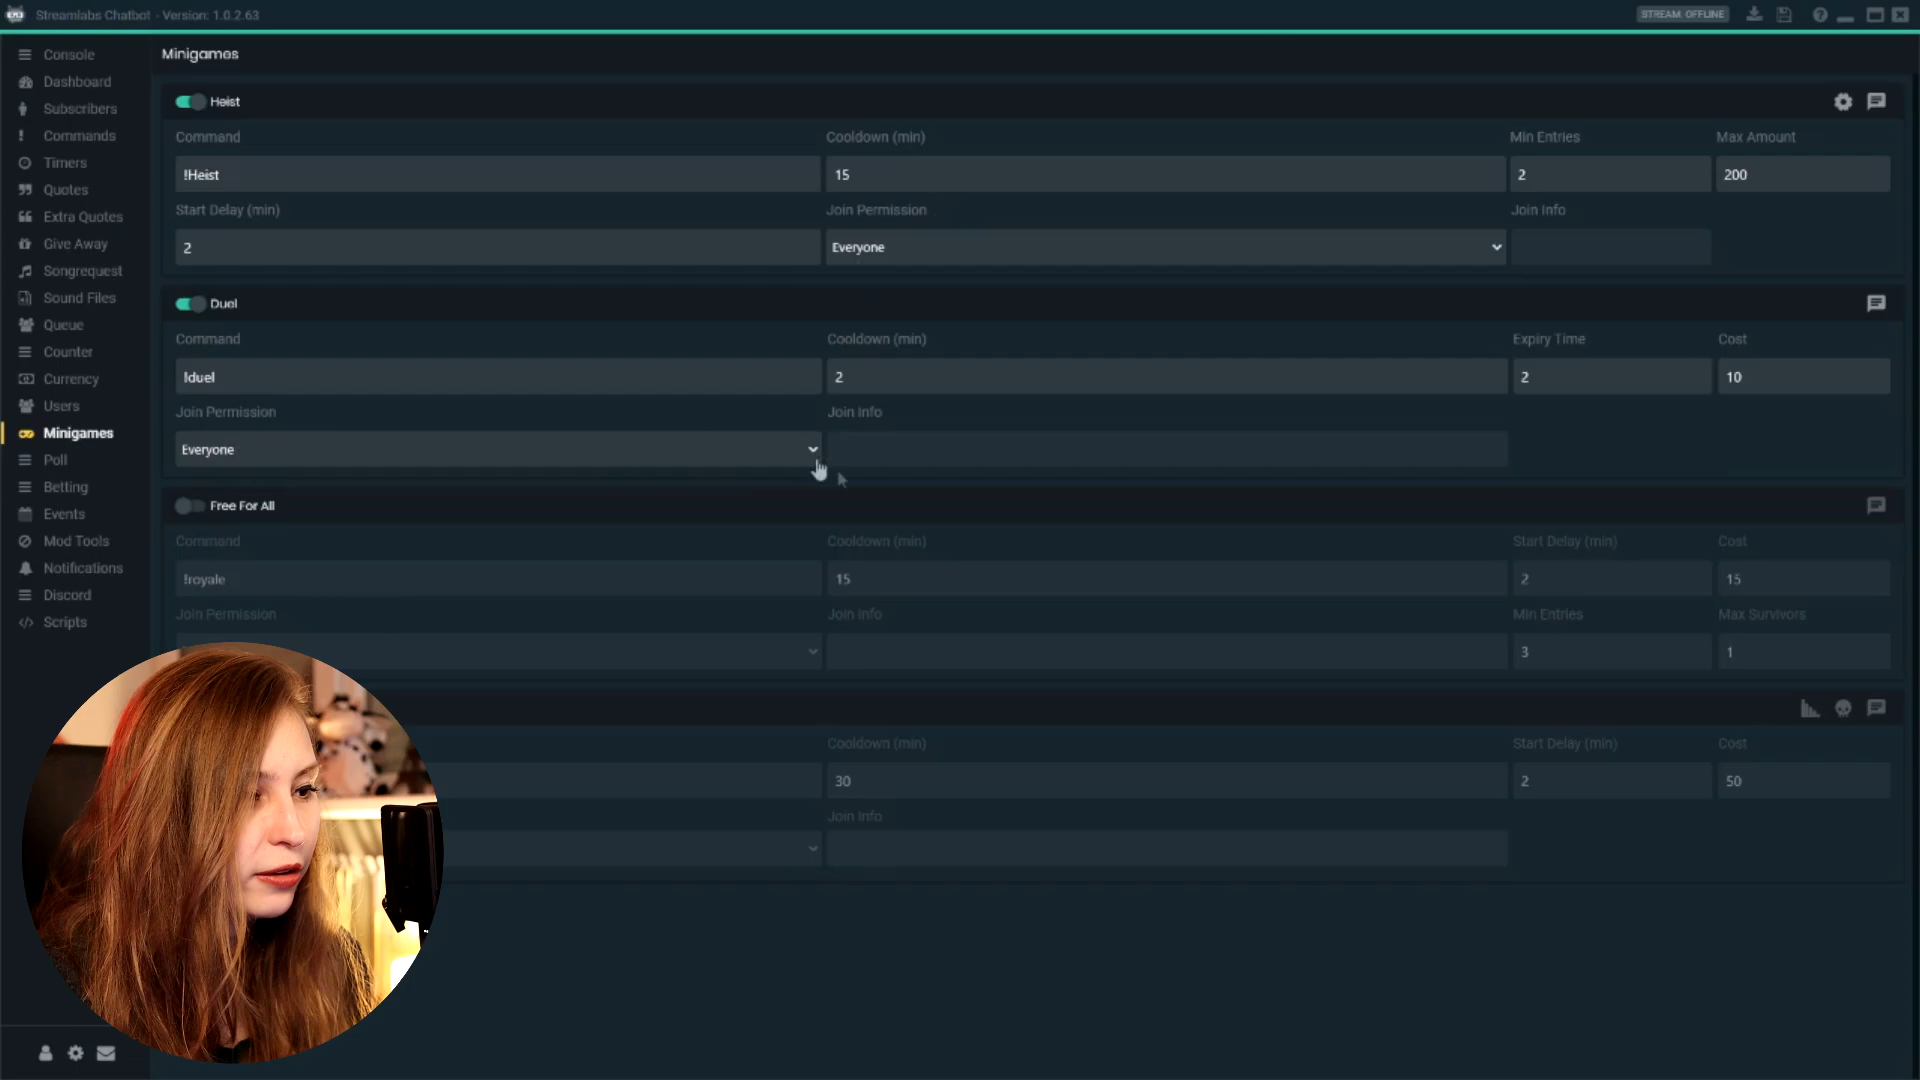 Streamlabs Chatbot - Version: 1.0.2.63
STREAM: OFFLINE
Console
Dashboard
Subscribers
Commands
Timers
Quotes
Extra Quotes
Give Away
Songrequest
Sound Files
Queue
Counter
Currency
Users
Minigames
Poll
Betting
Events
Mod Tools
Notifications
Discord
Scripts
Minigames
Heist
Command
Cooldown (min)
Min Entries
Max Amount
!Heist
15
2
200
Start Delay (min)
Join Permission
Join Info
2
Everyone
Duel
Command
Cooldown (min)
Expiry Time
Cost
!duel
2
2
10
Join Permission
Join Info
Everyone
Free For All
Command
Cooldown (min)
Start Delay (min)
Cost
!royale
15
2
15
Join Permission
Join Info
Min Entries
Max Survivors
3
1
Cooldown (min)
Start Delay (min)
Cost
30
2
50
Join Info